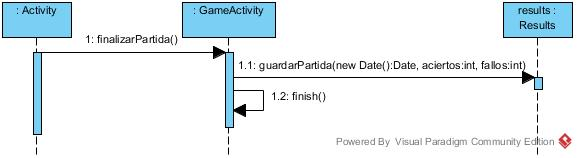 : Activity
: GameActivity
results :
Results
1: finalizarPartida()
1.1: guardarPartida(new Date():Date, aciertos:int, fallos:int)
1.2: finish()
Powered By Visual Paradigm Community Edition